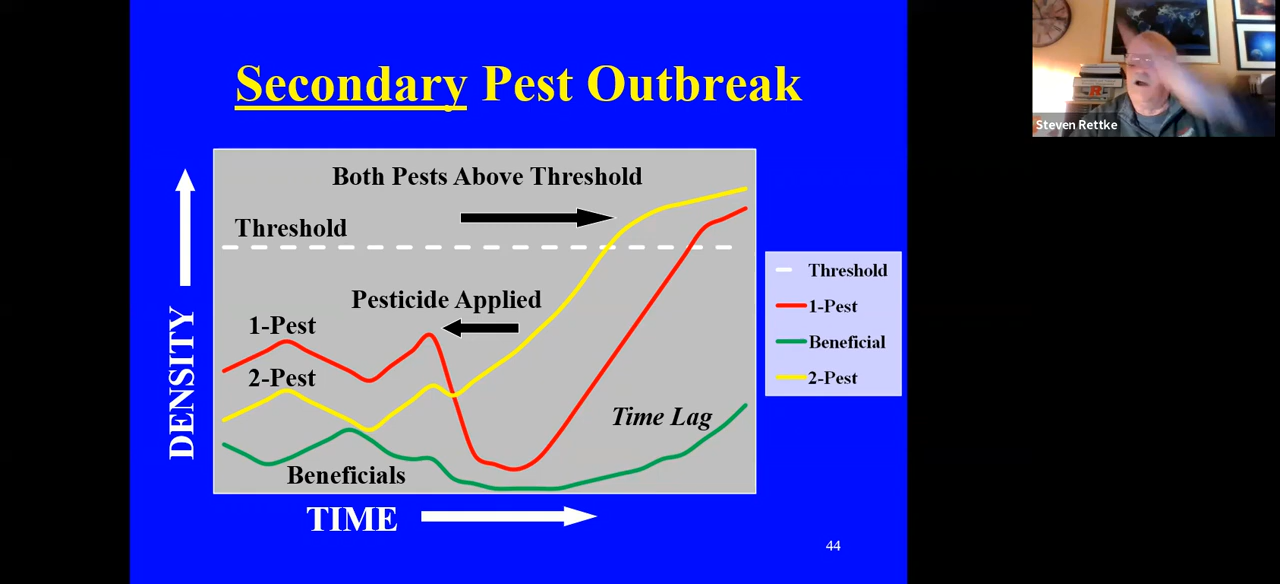 Secondary Pest Outbreak
Steven Rettke
Both Pests Above Threshold
Threshold
Pesticide Applied
1-Pest
2-Pest
Time Lag
Beneficials
DENSITY
TIME
Threshold
1-Pest
Beneficial
2-Pest
44